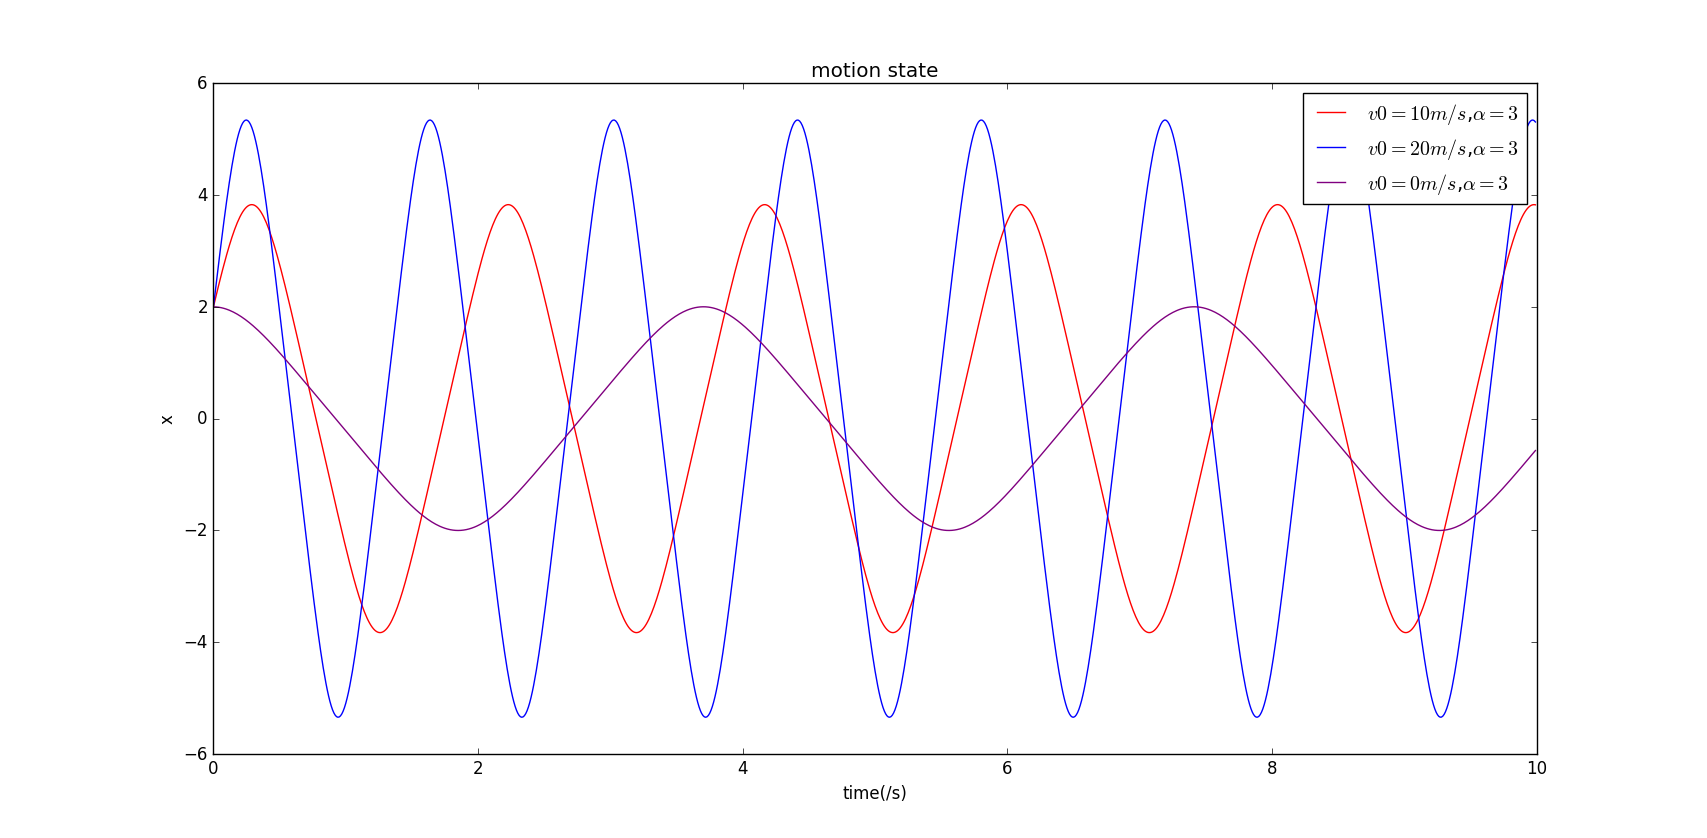 motion state
6
4
2
0
−2
−4
−6
x
v0 = 10m/s,α = 3
v0 = 20m/s,α = 3
v0 = 0m/s,α = 3
0 2 4 6 8 10
time(/s)